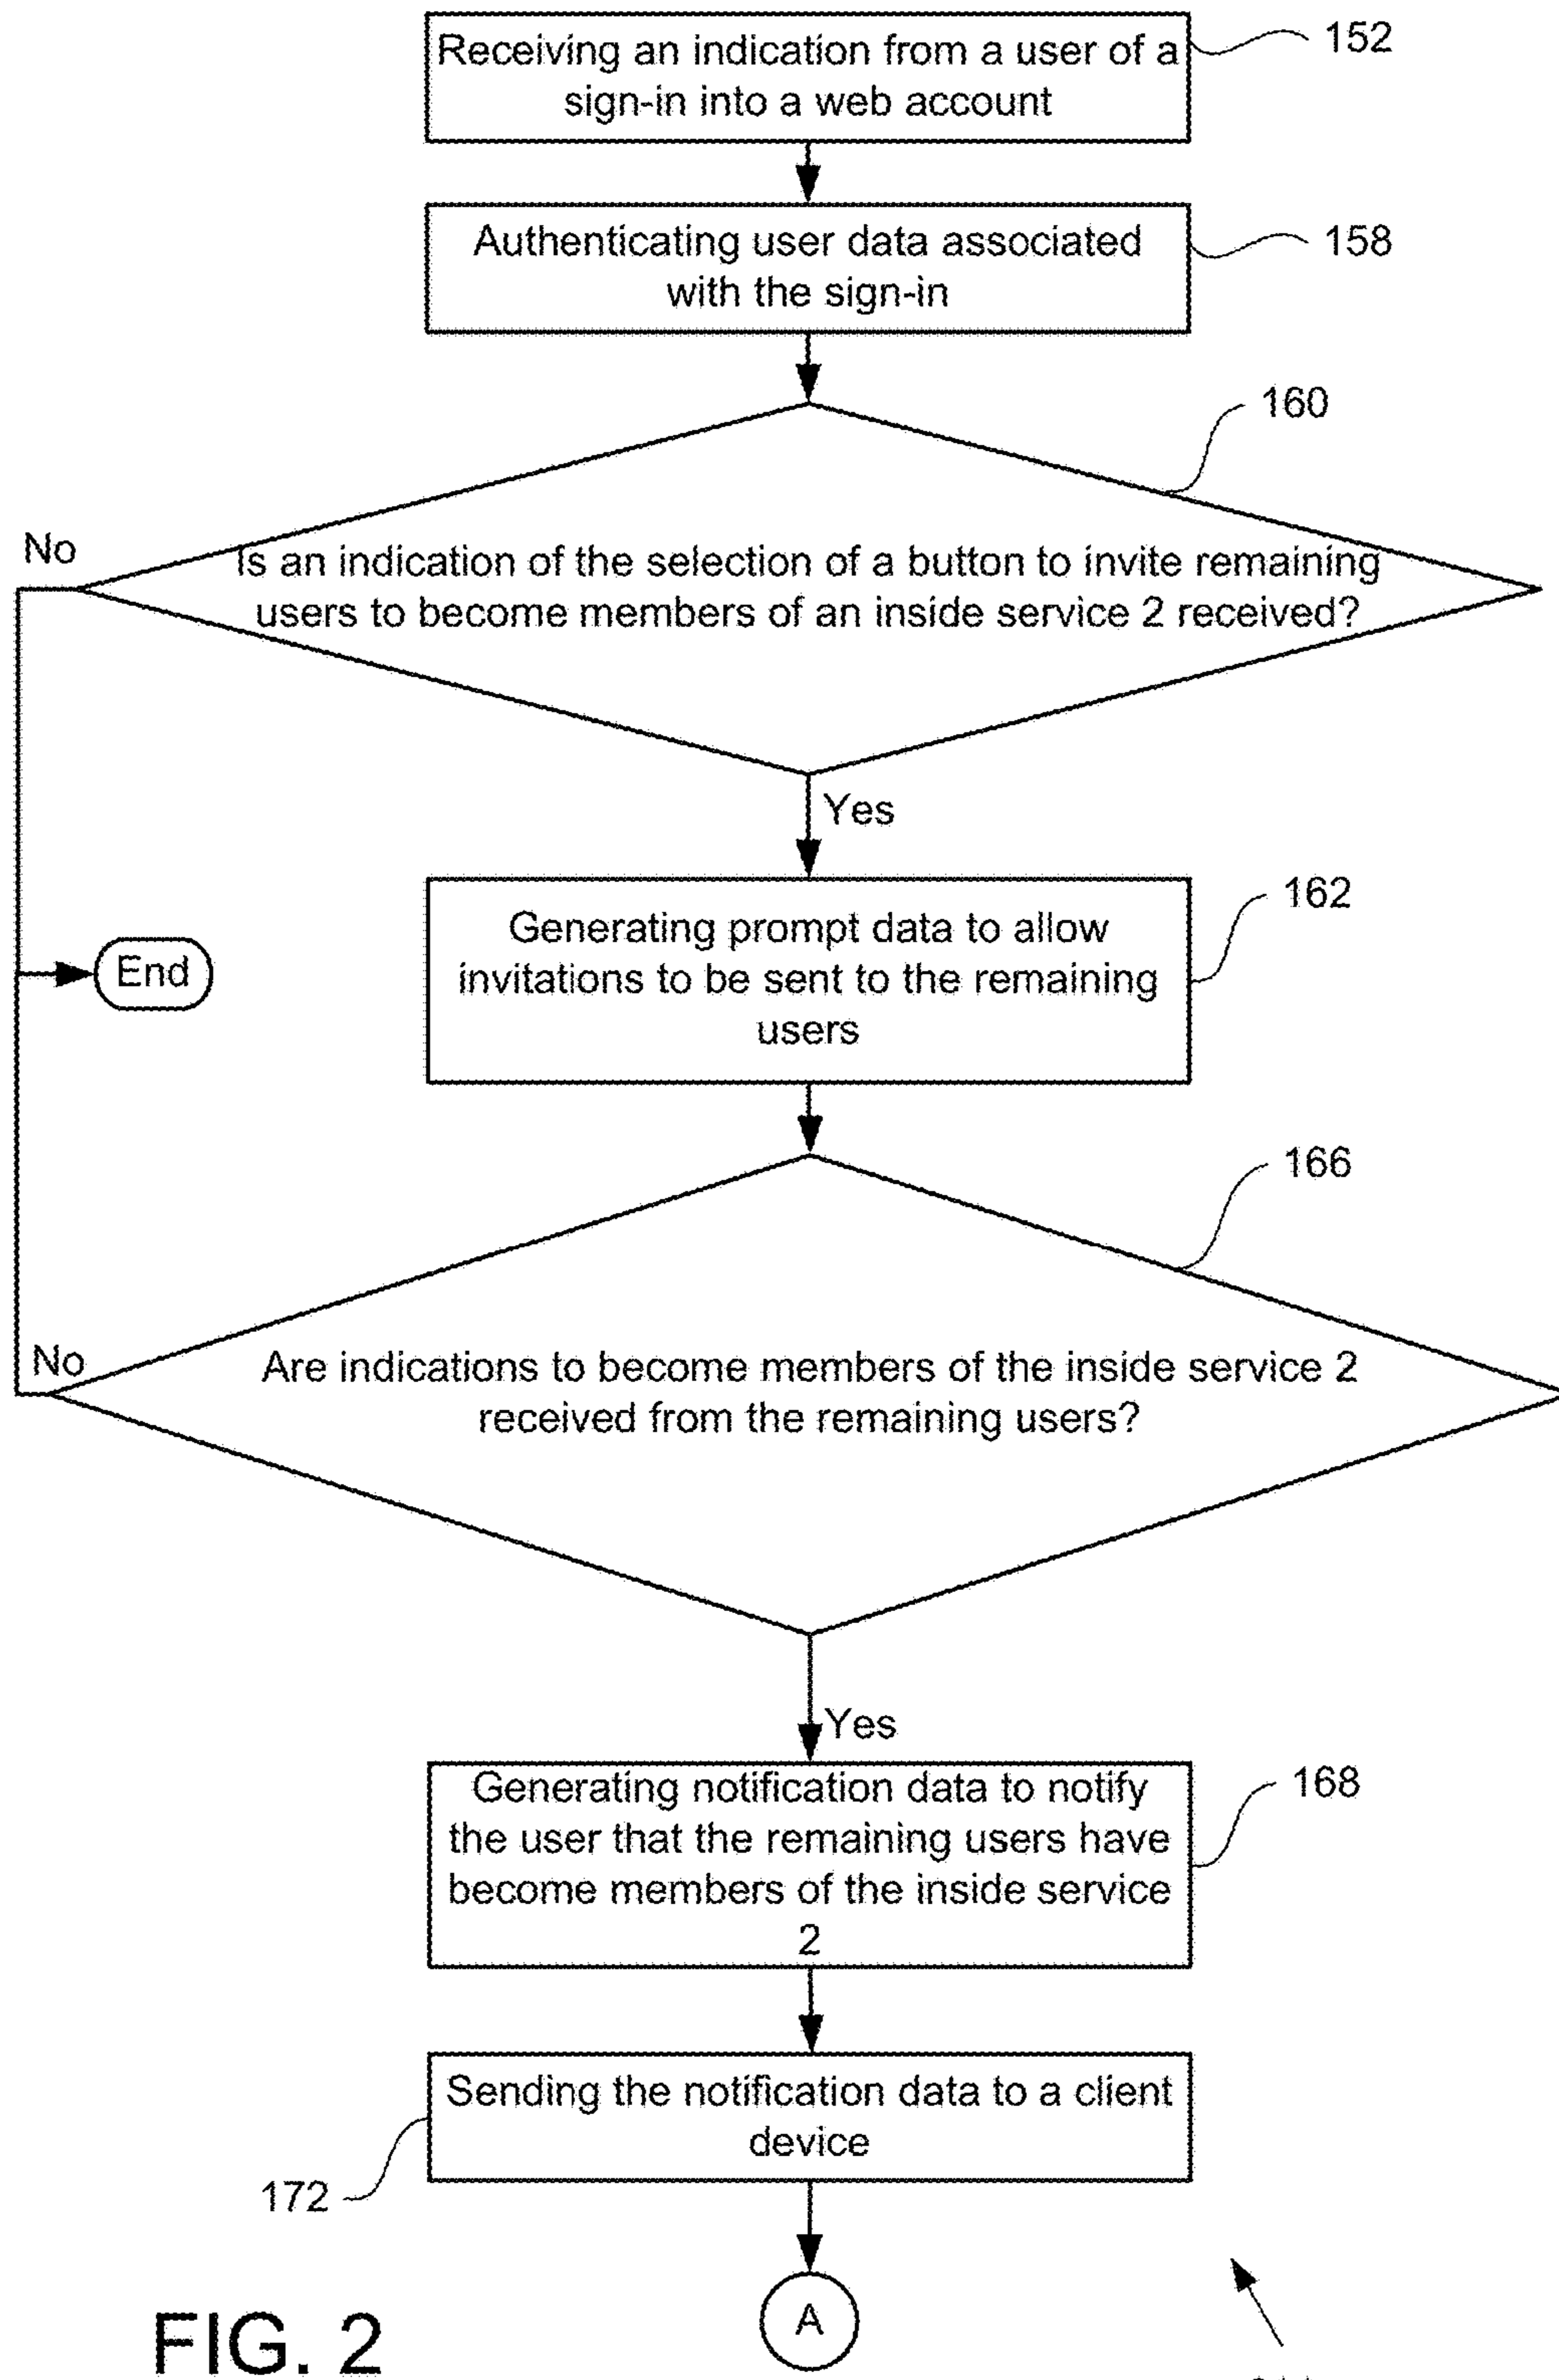 Receiving an indication from a user of a
sign-in into a web account
152
Authenticating user data associated
with the sign-in
158
160
No
Is an indication of the selection of a button to invite remaining
users to become members of an inside service 2 received?
Yes
Generating prompt data to allow
invitations to be sent to the remaining
users
162
End
166
No
Are indications to become members of the inside service 2
received from the remaining users?
Yes
Generating notification data to notify
the user that the remaining users have
become members of the inside service
2
168
Sending the notification data to a client
device
172
A
FIG. 2